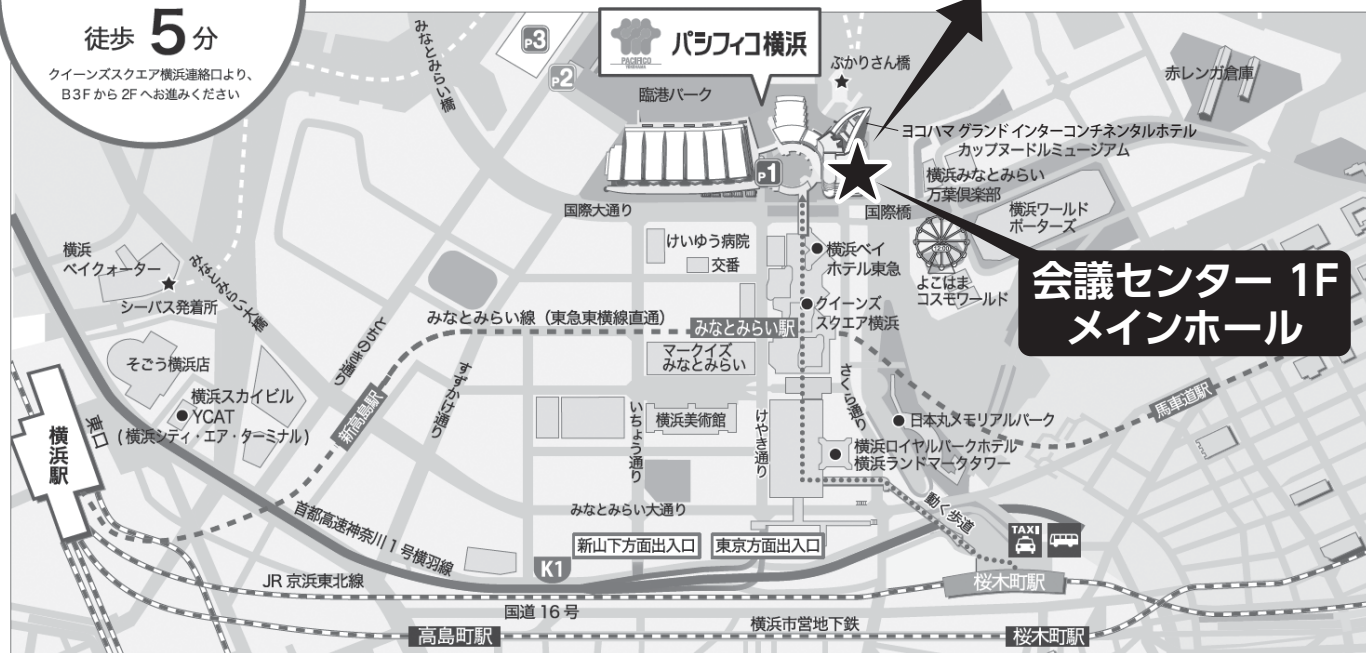 徒歩 5 分
クイーンズスクエア横浜連絡口より、
B3Fから2Fへお進みください
みなとみらい橋
P3
P2
PACIFICO
YOKOHAMA
パシフィコ横浜
臨港パーク
ぷかりさん橋
赤レンガ倉庫
ヨコハマ グランド インターコンチネンタルホテル
カップヌードルミュージアム
P1
横浜みなとみらい
万葉倶楽部
国際大通り
国際橋
横浜ワールド
ポーターズ
けいゆう病院
交番
横浜ベイ
ホテル東急
よこはま
コスモワールド
会議センター 1F
メインホール
横浜
ベイクォーター
シーバス発着所
みなとみらい大橋
とちのき通り
みなとみらい線(東急東横線直通)
みなとみらい駅
クイーンズ
スクエア横浜
マークイズ
みなとみらい
そごう横浜店
横浜スカイビル
YCAT
(横浜シティ・エア・ターミナル)
新高島駅
すずかけ通り
いちょう通り
横浜美術館
けやき通り
さくら通り
日本丸メモリアルパーク
馬車道駅
横浜ロイヤルパークホテル
横浜ランドマークタワー
横浜駅
東口
首都高速神奈川1号横羽線
みなとみらい大通り
動く歩道
TAXI
新山下方面出入口
東京方面出入口
K1
JR 京浜東北線
桜木町駅
国道16号
横浜市営地下鉄
高島町駅
桜木町駅